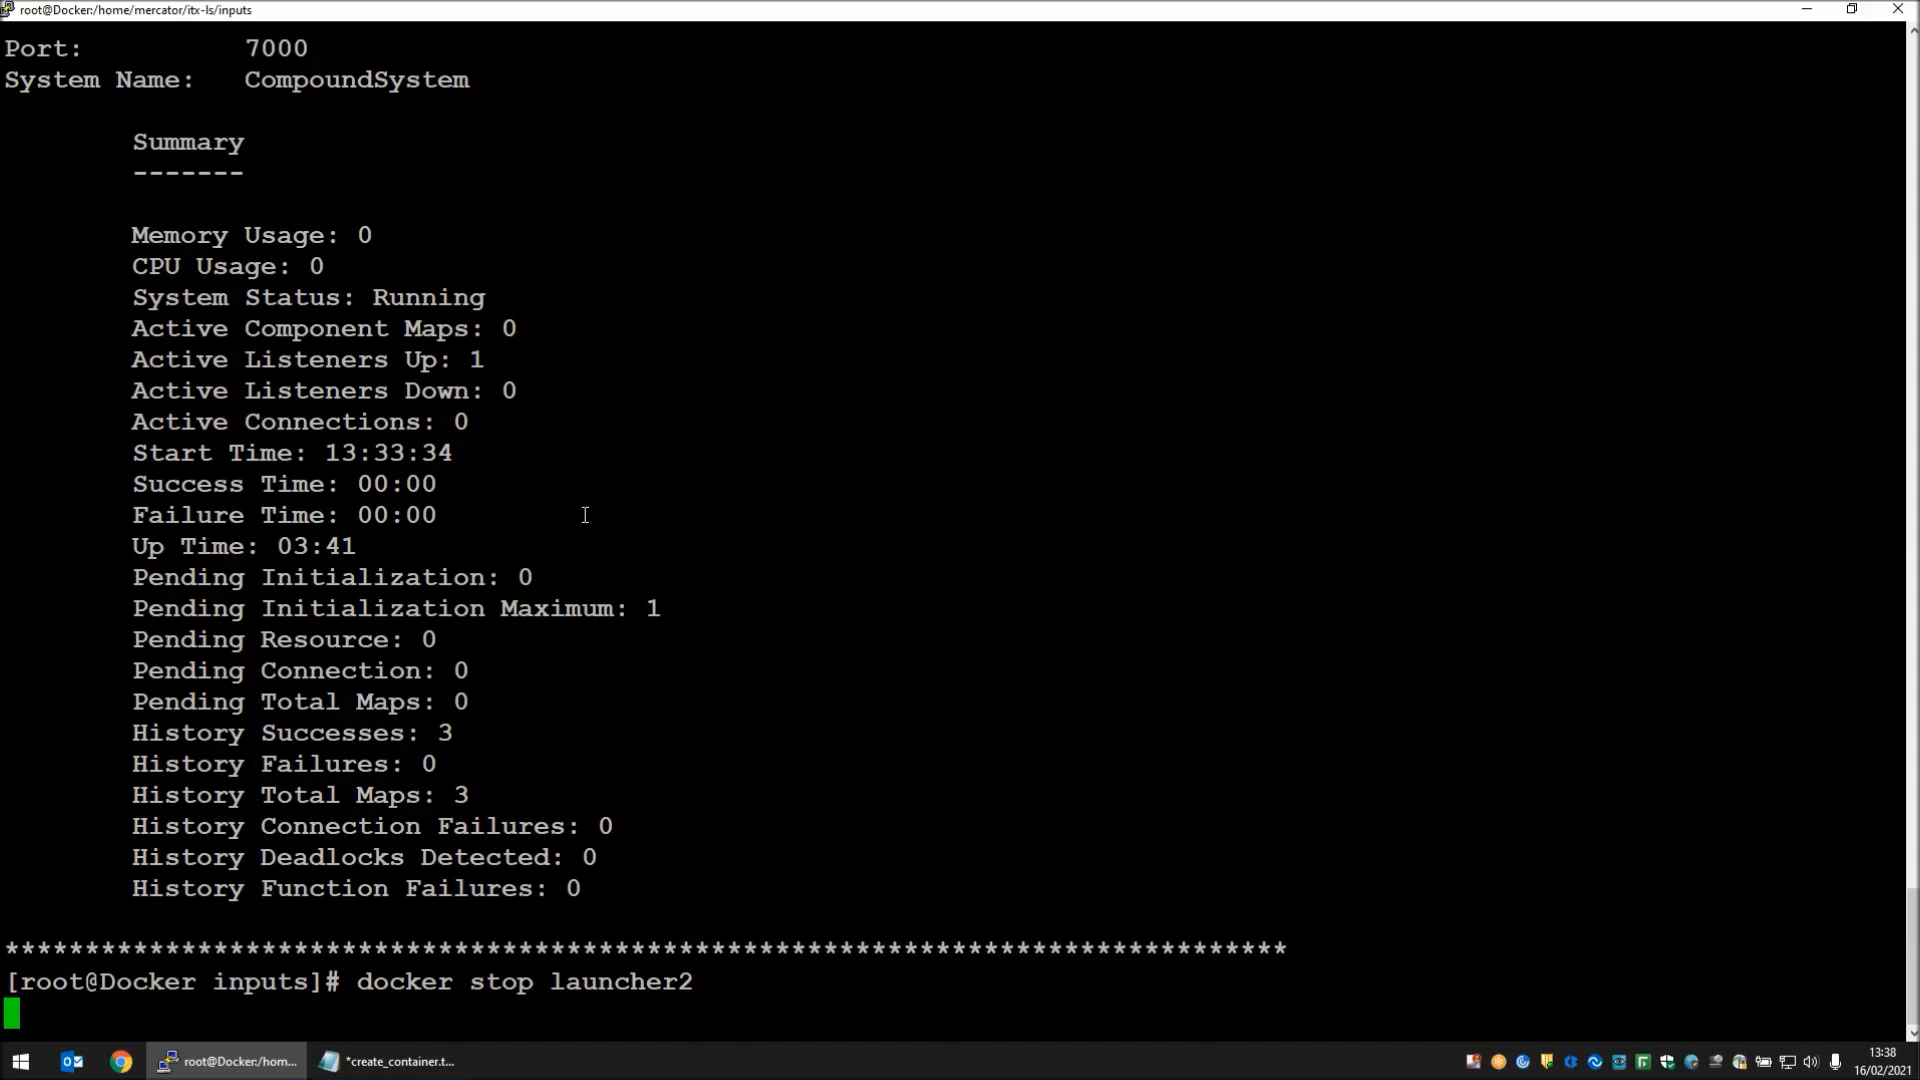 root@Docker:/home/mercator/itx-ls/inputs
Port: 7000
System Name: CompoundSystem
Summary
-------
Memory Usage: 0
CPU Usage: 0
System Status: Running
Active Component Maps: 0
Active Listeners Up: 1
Active Listeners Down: 0
Active Connections: 0
Start Time: 13:33:34
Success Time: 00:00
Failure Time: 00:00
Up Time: 03:41
Pending Initialization: 0
Pending Initialization Maximum: 1
Pending Resource: 0
Pending Connection: 0
Pending Total Maps: 0
History Successes: 3
History Failures: 0
History Total Maps: 3
History Connection Failures: 0
History Deadlocks Detected: 0
History Function Failures: 0
********************************************************************************
[root@Docker inputs]# docker stop launcher2
root@Docker:/hom...
*create_container.t...
13:38
16/02/2021